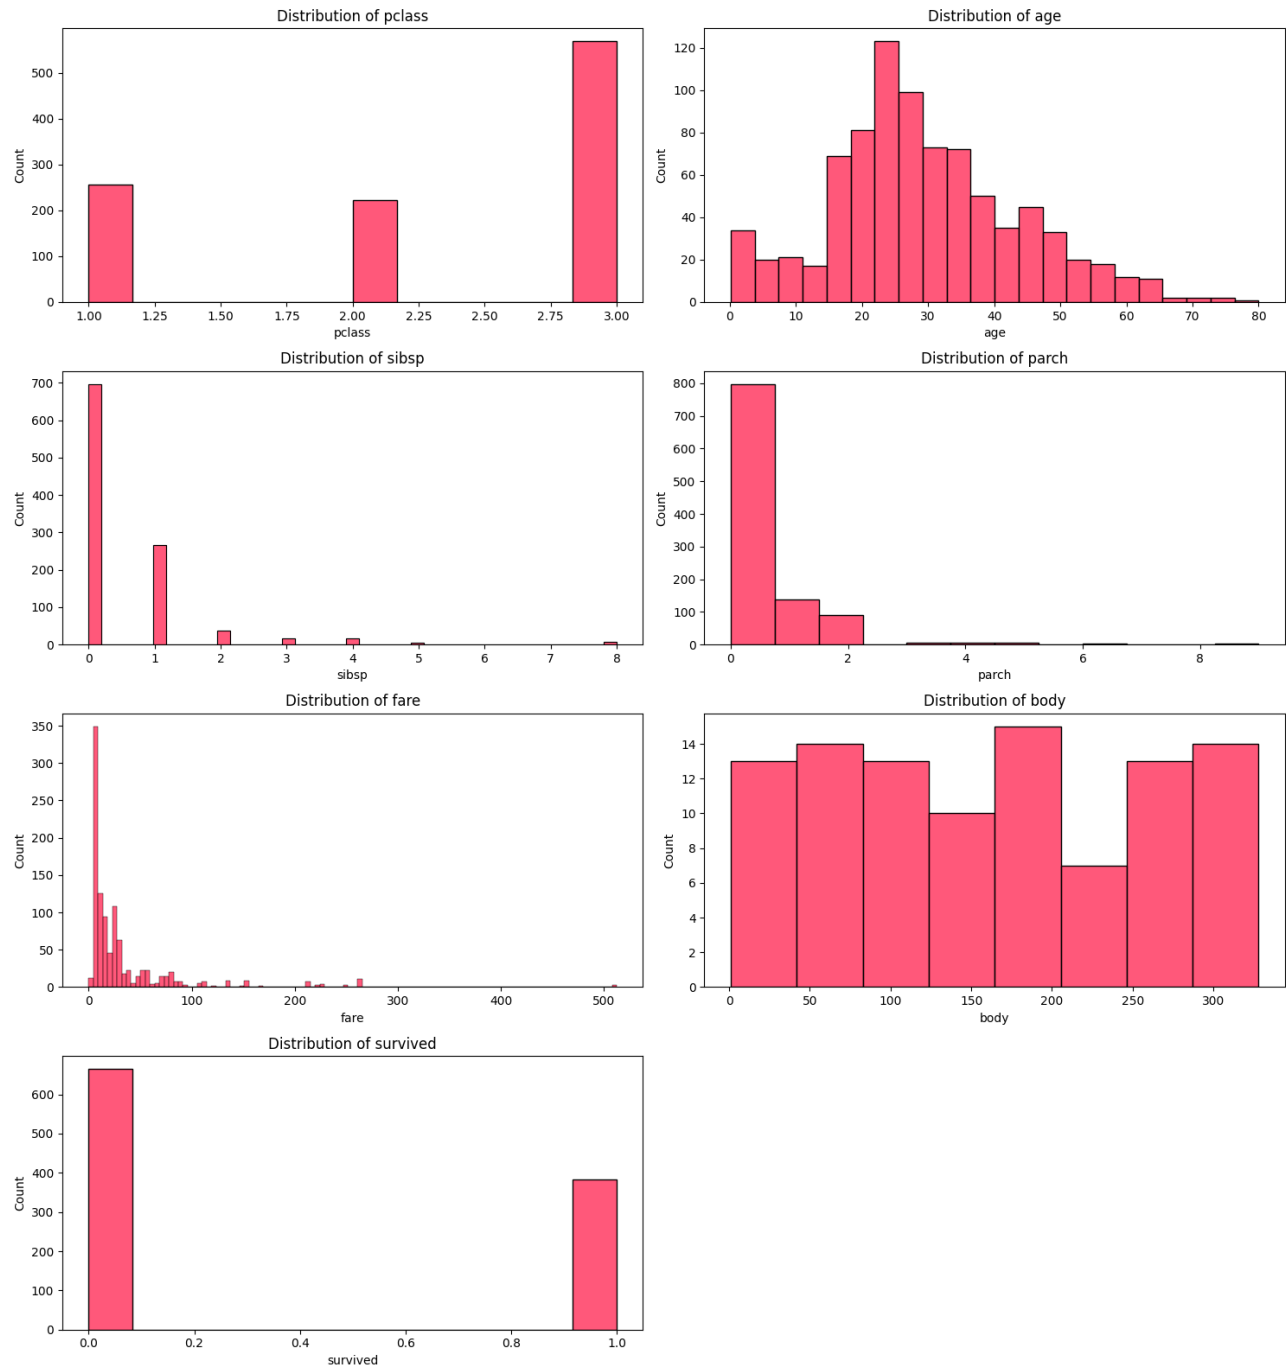 Distribution of pclass
500
400
300
200
100
0
Count
1.00 1.25 1.50 1.75 2.00 2.25 2.50 2.75 3.00
pclass
Distribution of age
120
100
80
60
40
20
0
Count
0 10 20 30 40 50 60 70 80
age
Distribution of sibsp
700
600
500
400
300
200
100
0
Count
0 1 2 3 4 5 6 7 8
sibsp
Distribution of parch
800
700
600
500
400
300
200
100
0
Count
0 2 4 6 8
parch
Distribution of fare
350
300
250
200
150
100
50
0
Count
0 100 200 300 400 500
fare
Distribution of body
14
12
10
8
6
4
2
0
Count
0 50 100 150 200 250 300
body
Distribution of survived
600
500
400
300
200
100
0
Count
0.0 0.2 0.4 0.6 0.8 1.0
survived